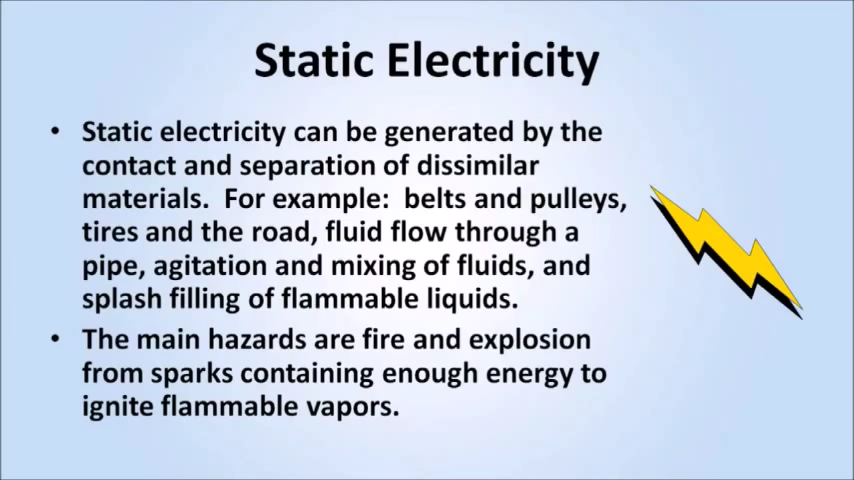 Static Electricity
• Static electricity can be generated by the
contact and separation of dissimilar
materials.  For example:  belts and pulleys,
tires and the road, fluid flow through a
pipe, agitation and mixing of fluids, and
splash filling of flammable liquids.
• The main hazards are fire and explosion
from sparks containing enough energy to
ignite flammable vapors.